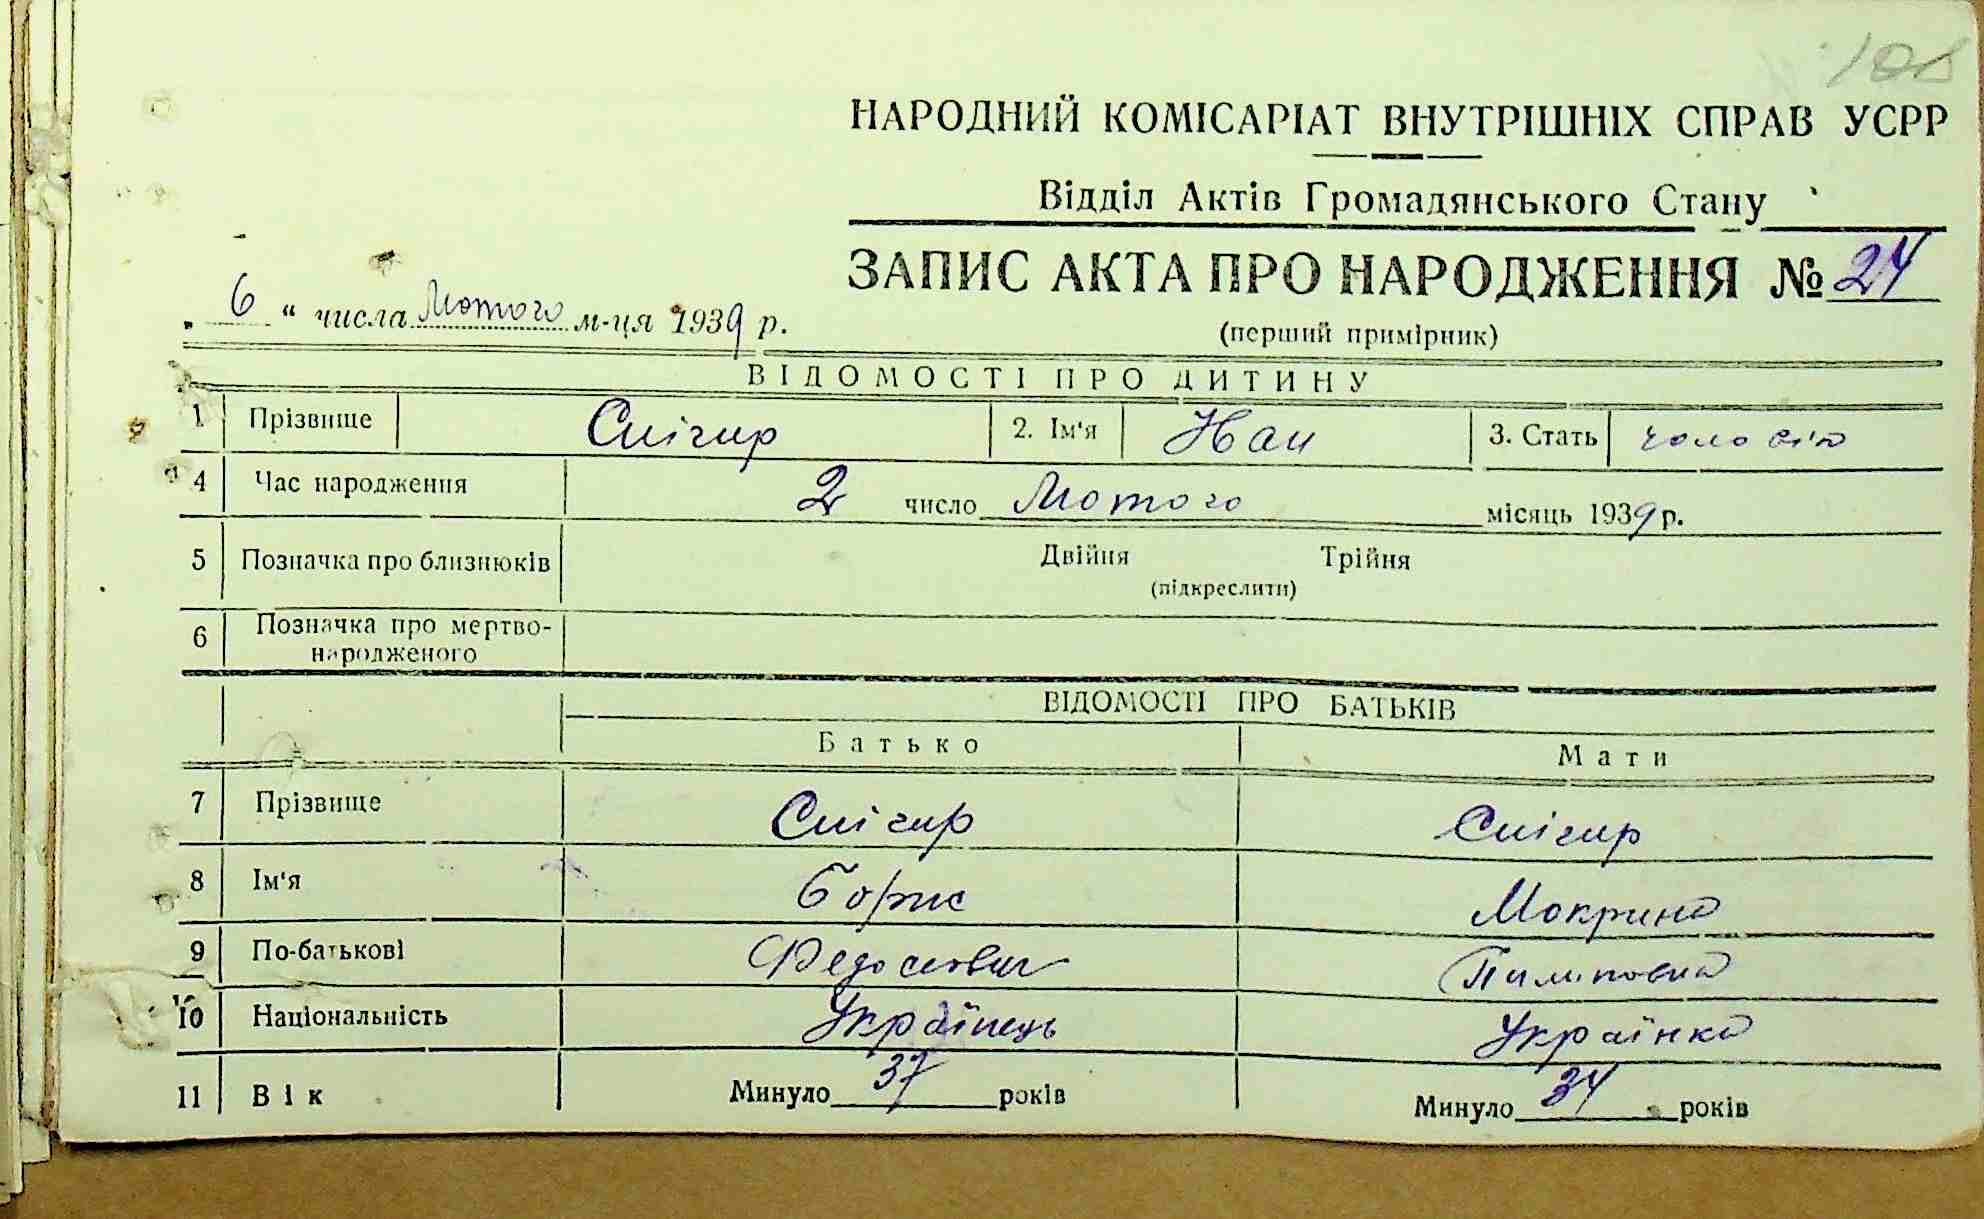 108
НАРОДНИЙ КОМІСАРІАТ ВНУТРІШНІХ СПРАВ УСРР
Відділ Актів Громадянського Стану
ЗАПИС АКТА ПРО НАРОДЖЕННЯ № 24
„ 6 “ числа Лютого м-ця 1939 р.
(перший примірник)
ВІДОМОСТІ ПРО ДИТИНУ
1 Прізвище Снігир 2. Ім'я Іван 3. Стать
4 Час народження 2 число Лютого місяць 1939 р.
5 Позначка про близнюків Двійня Трійня
(підкреслити)
6 Позначка про мертво-
народженого
ВІДОМОСТІ ПРО БАТЬКІВ
Батько Мати
7 Прізвище Снігир Снігир
8 Ім'я Борис Мокрина
9 По-батькові Федосович Пилиповна
10 Національність Українець Українка
11 Вік Минуло 37 років Минуло 34 років